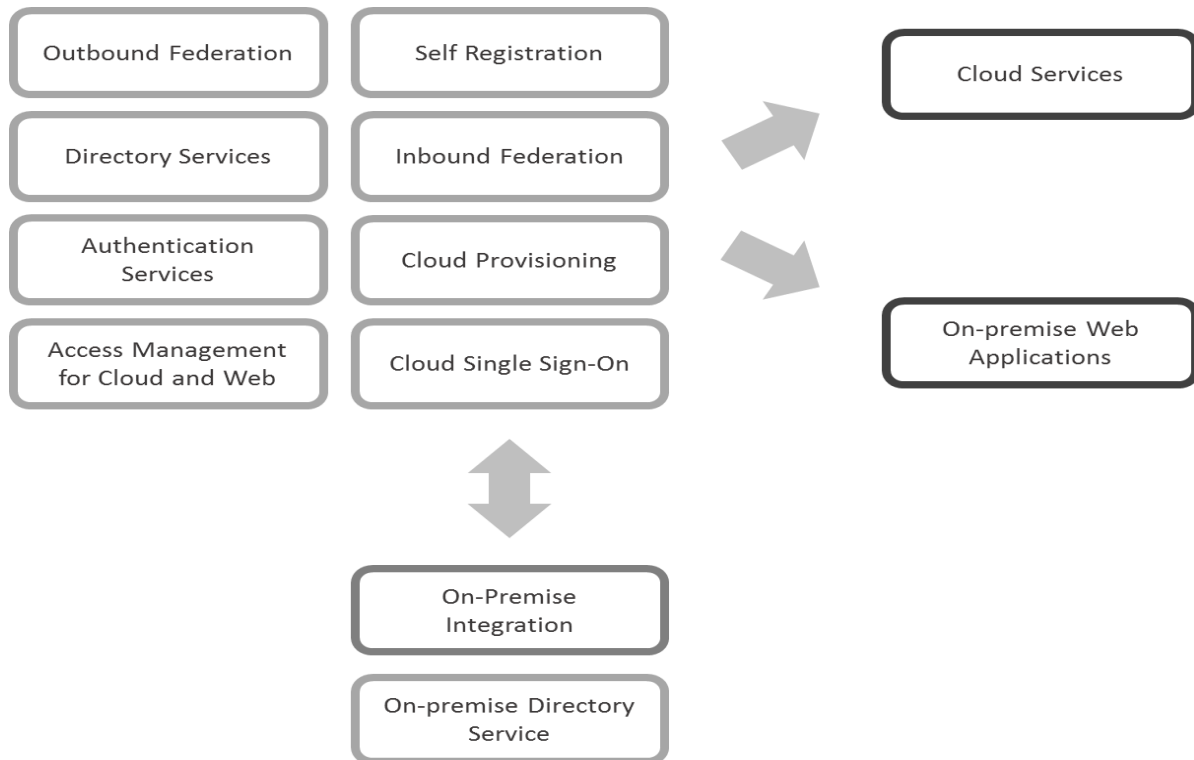 Outbound Federation
Self Registration
Cloud Services
Directory Services
Inbound Federation
Authentication
Services
Cloud Provisioning
On-premise Web
Applications
Access Management
for Cloud and Web
Cloud Single Sign-On
On-Premise
Integration
On-premise Directory
Service